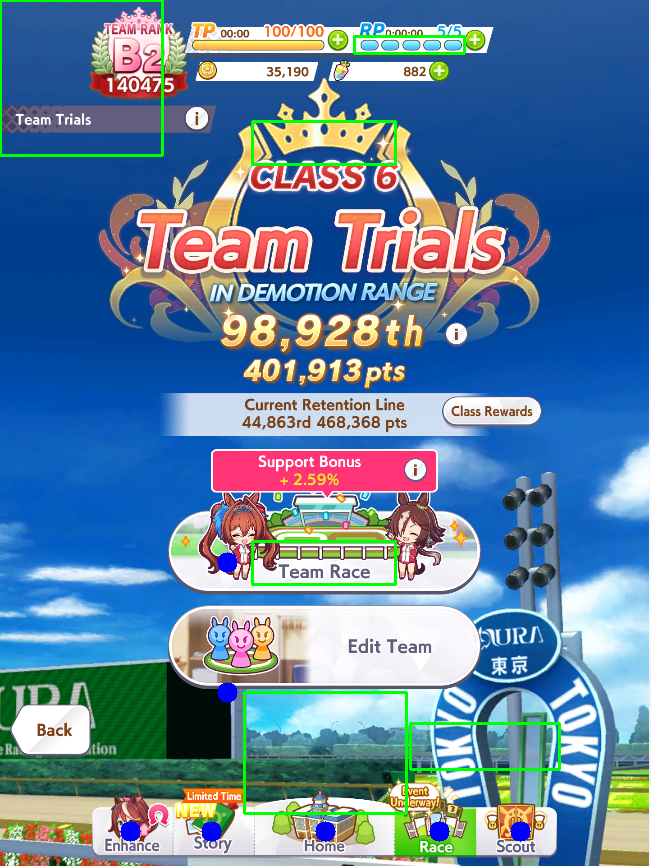 TEAM RANK
B2
140475
TP 00:00 100/100
RP 0:00:00 5/5
35,190
882
Team Trials
CLASS 6
Team Trials
IN DEMOTION RANGE
98,928th
401,913 pts
Current Retention Line
44,863rd 468,368 pts
Class Rewards
Support Bonus
+ 2.59%
Team Race
Edit Team
東京
TOKYO
TOKYO
Back
Limited Time
NEW
Event
Underway!
Enhance
Story
Home
Race
Scout